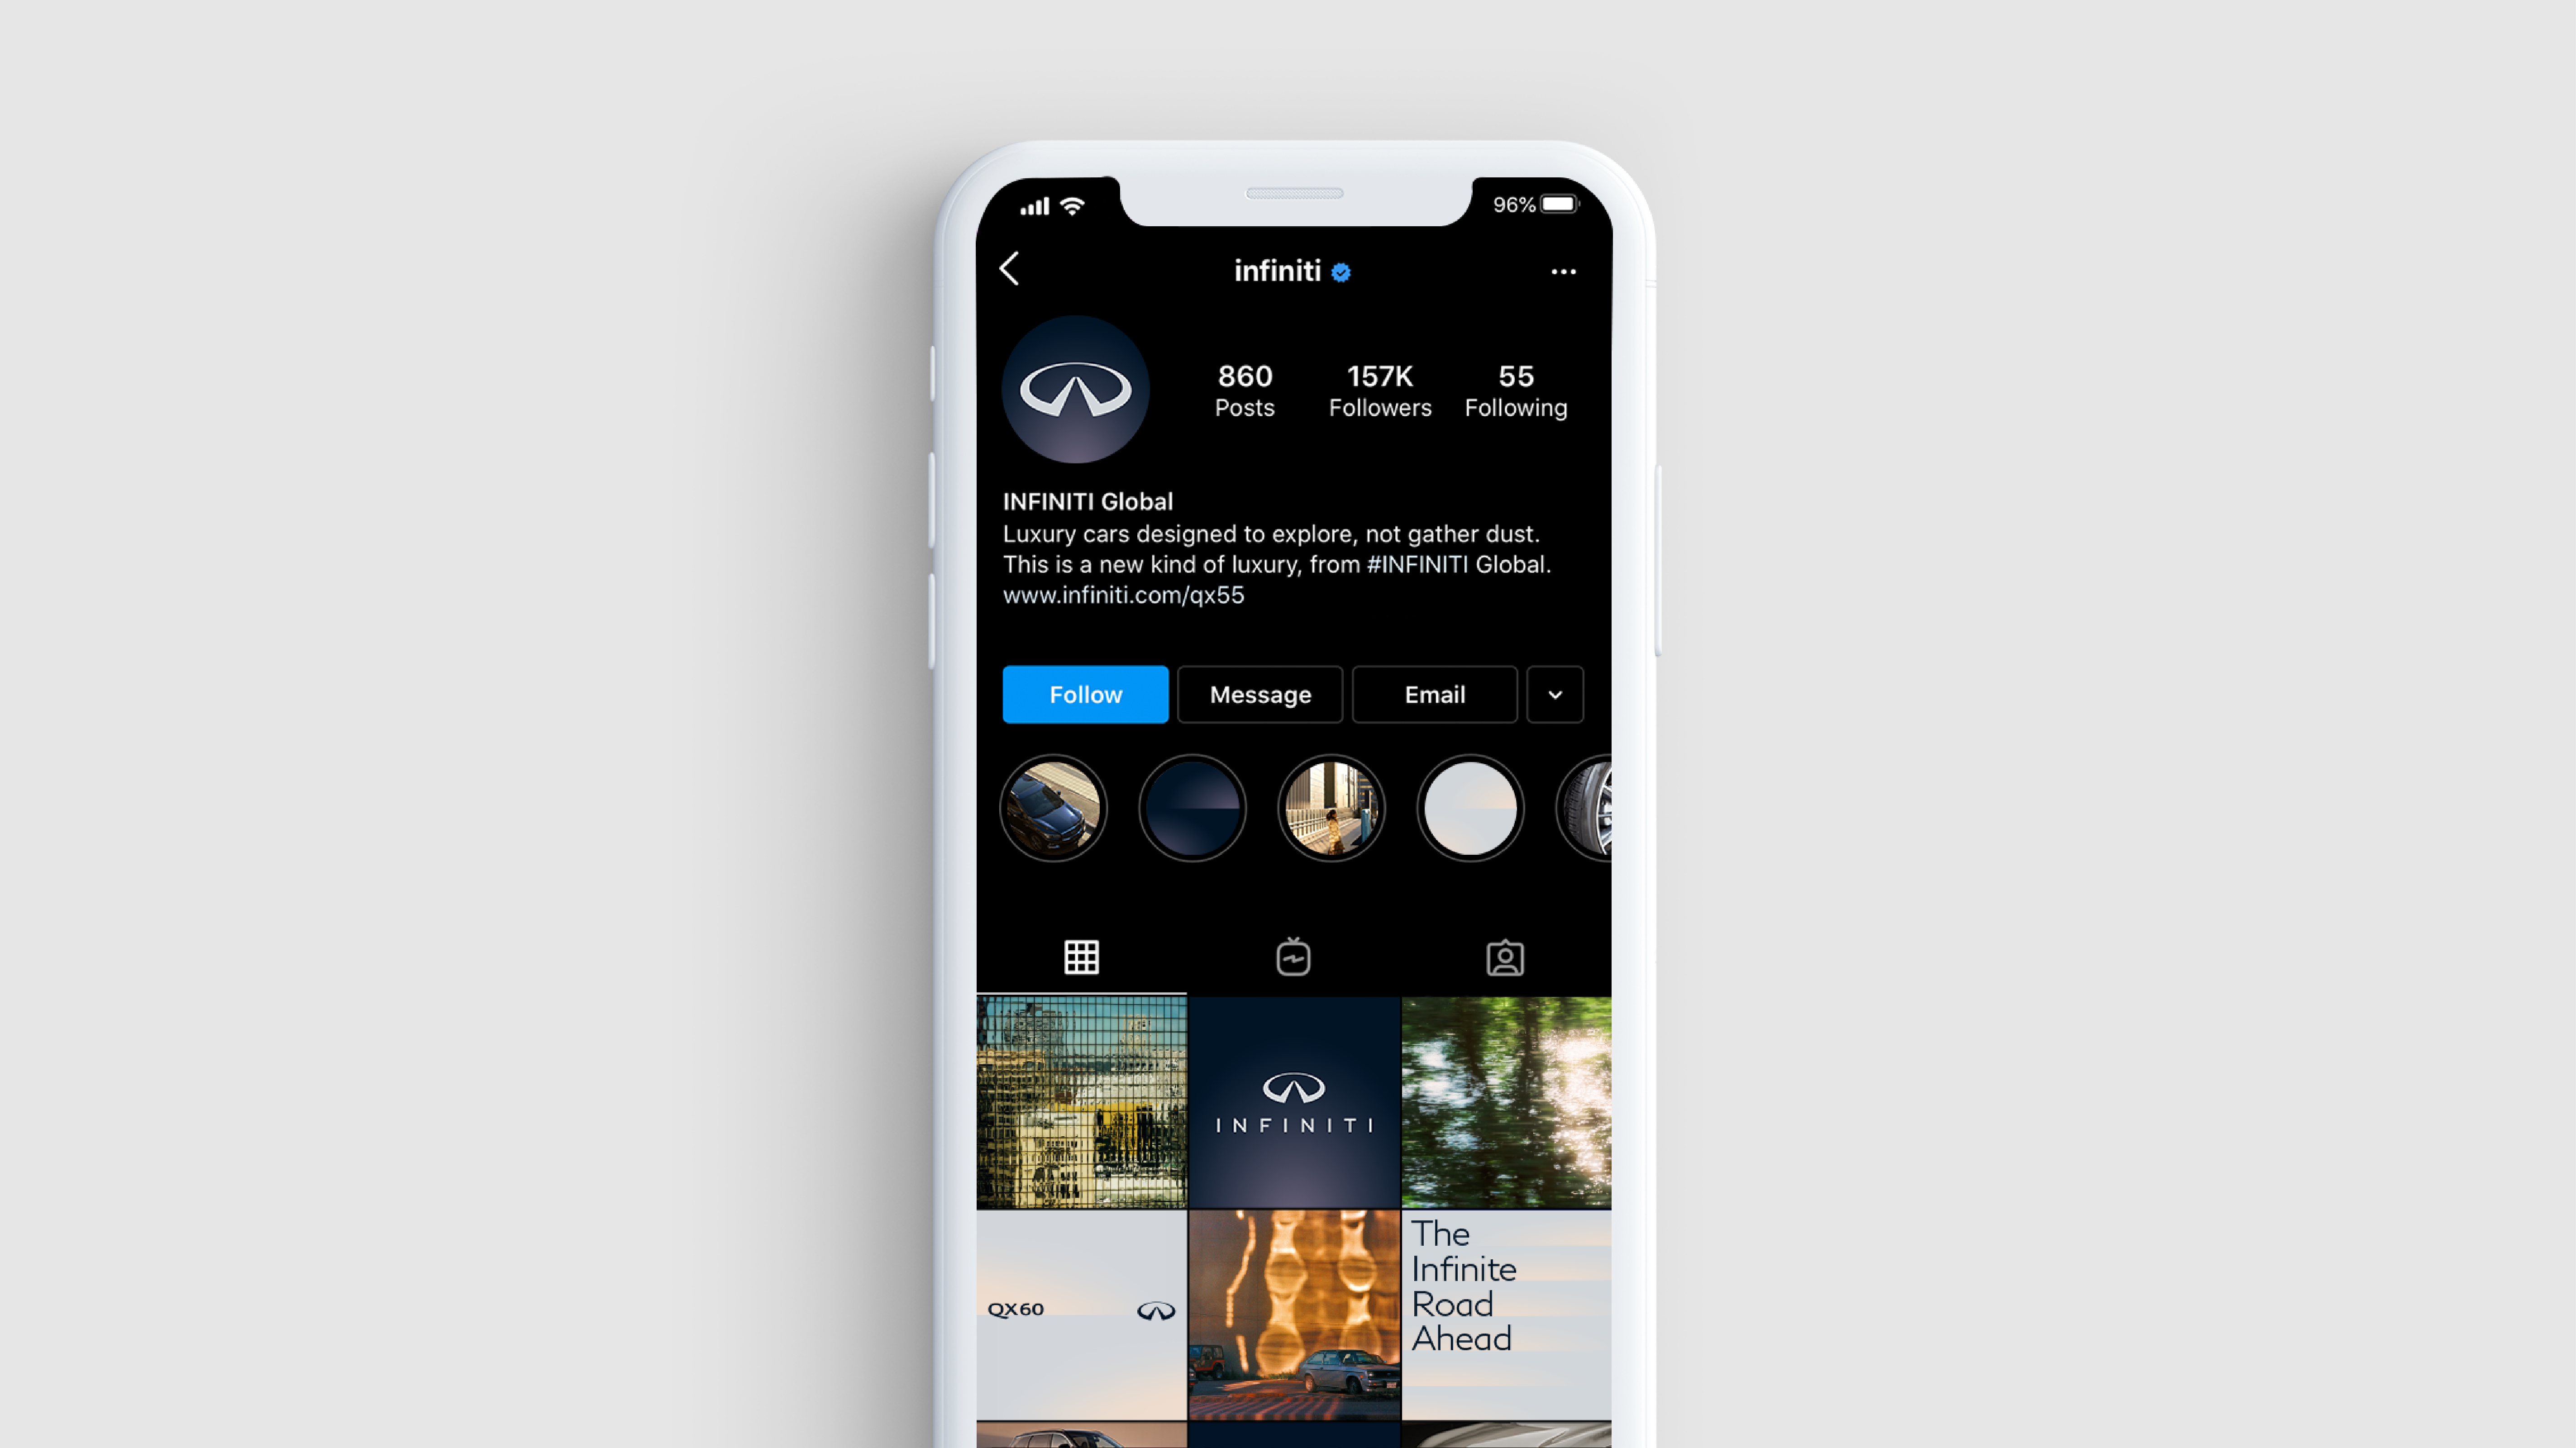 96%
infiniti
860
Posts
157K
Followers
55
Following
INFINITI Global
Luxury cars designed to explore, not gather dust.
This is a new kind of luxury, from #INFINITI Global.
www.infiniti.com/qx55
Follow
Message
Email
INFINITI
QX60
The
Infinite
Road
Ahead